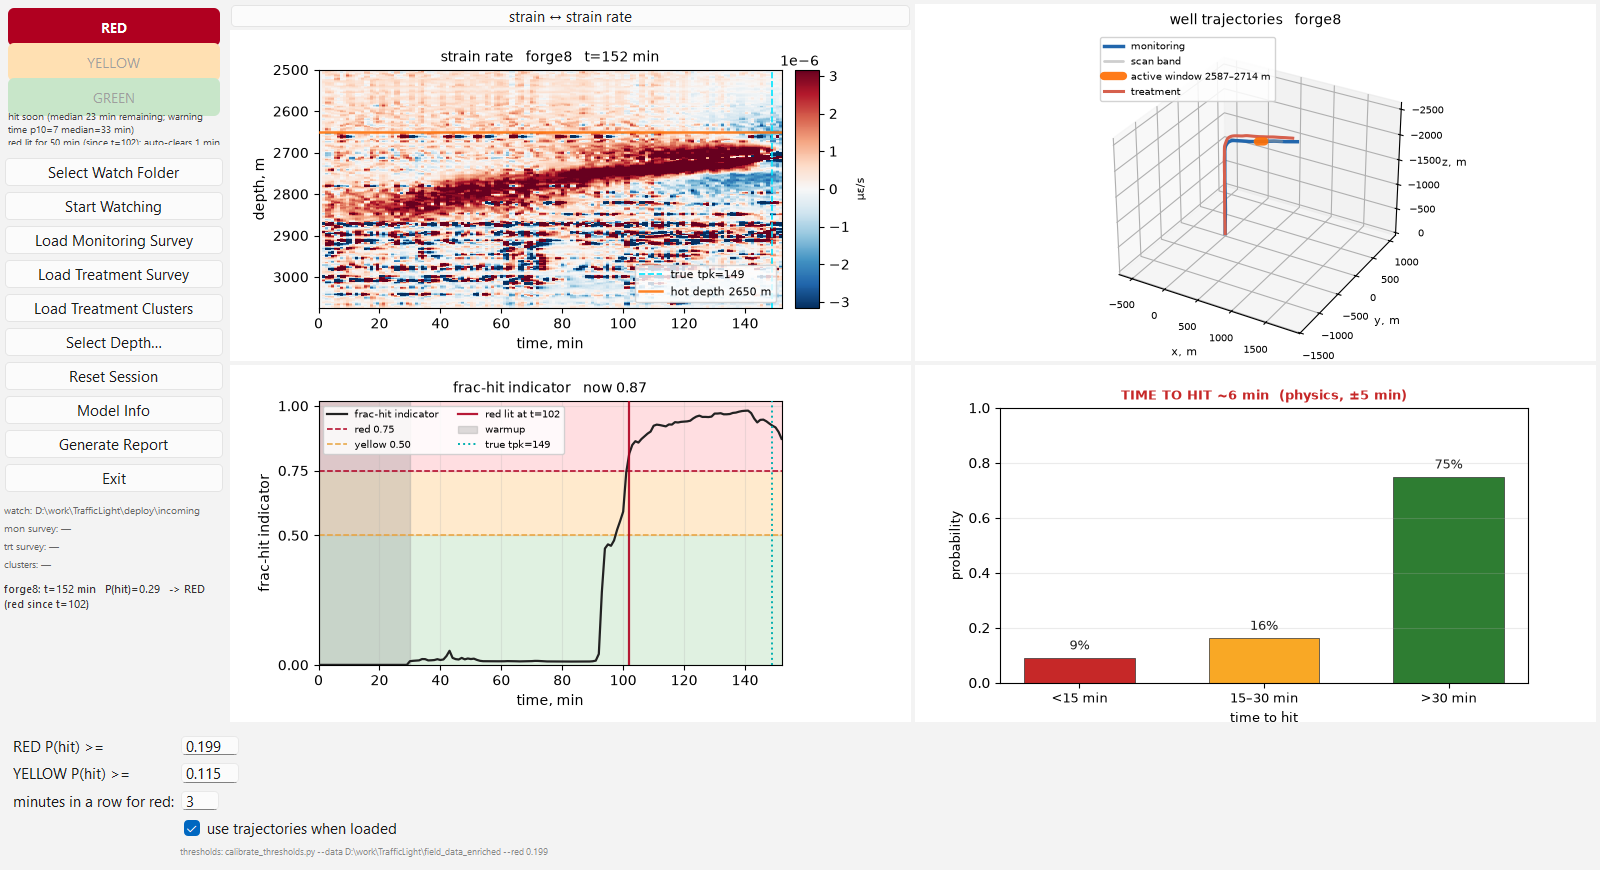 RED
YELLOW
GREEN
hit soon (median 23 min remaining; warning
time p10=7 median=33 min)
red lit for 50 min (since t=102); auto-clears 1 min
Select Watch Folder
Start Watching
Load Monitoring Survey
Load Treatment Survey
Load Treatment Clusters
Select Depth...
Reset Session
Model Info
Generate Report
Exit
watch: D:\work\TrafficLight\deploy\incoming
mon survey: —
trt survey: —
clusters: —
forge8: t=152 min P(hit)=0.29 -> RED
(red since t=102)
strain ↔ strain rate
strain rate forge8 t=152 min
1e−6
2500
2600
2700
2800
2900
3000
depth, m
0 20 40 60 80 100 120 140
time, min
true tpk=149
hot depth 2650 m
3
2
1
0
−1
−2
−3
με/s
well trajectories forge8
monitoring
scan band
active window 2587–2714 m
treatment
−2500
−2000
−1500
−1000
−500
0
z, m
1000
500
0
−500
−1000
−1500
y, m
−500
0
500
1000
1500
x, m
frac-hit indicator now 0.87
1.00
0.75
0.50
0.00
frac-hit indicator
frac-hit indicator
red 0.75
yellow 0.50
red lit at t=102
warmup
true tpk=149
0 20 40 60 80 100 120 140
time, min
TIME TO HIT ~6 min (physics, ±5 min)
1.0
0.8
0.6
0.4
0.2
0.0
probability
9%
16%
75%
<15 min
15–30 min
>30 min
time to hit
RED P(hit) >= 0.199
YELLOW P(hit) >= 0.115
minutes in a row for red: 3
use trajectories when loaded
thresholds: calibrate_thresholds.py --data D:\work\TrafficLight\field_data_enriched --red 0.199